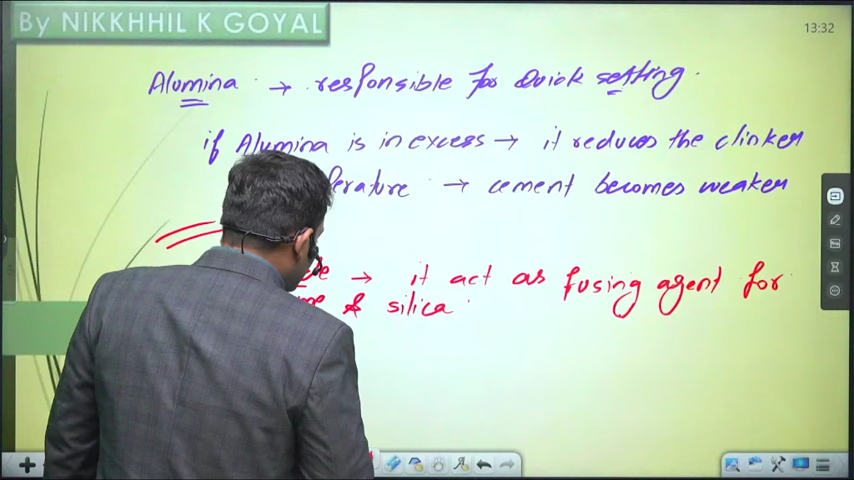 By NIKKHHIL K GOYAL
13:32
Alumina → responsible for Quick setting.
if Alumina is in excess → it reduces the clinker
→ cement becomes weaker
→ it act as fusing agent for
& silica